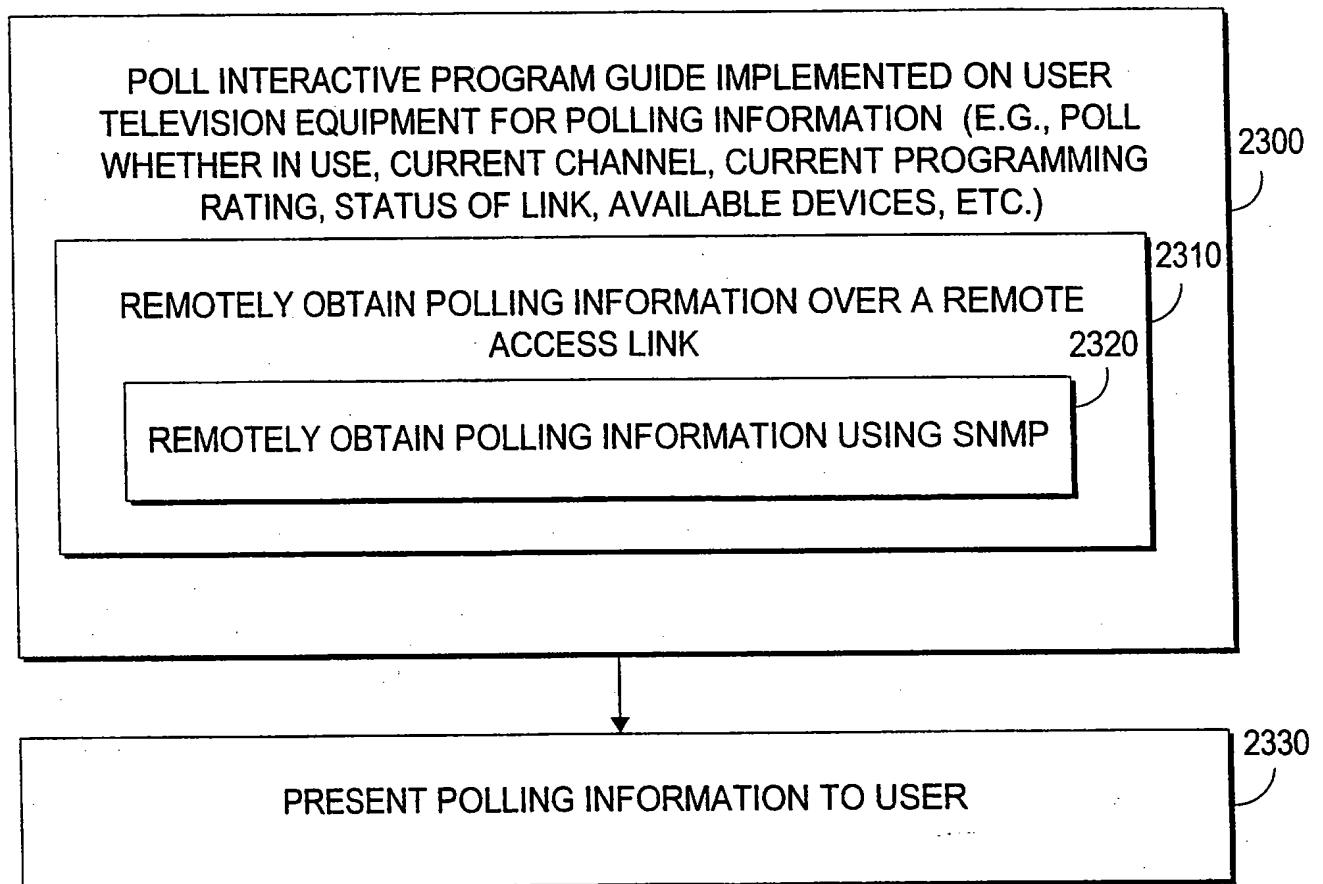 POLL INTERACTIVE PROGRAM GUIDE IMPLEMENTED ON USER
TELEVISION EQUIPMENT FOR POLLING INFORMATION (E.G., POLL
WHETHER IN USE, CURRENT CHANNEL, CURRENT PROGRAMMING
RATING, STATUS OF LINK, AVAILABLE DEVICES, ETC.)
2300
2310
REMOTELY OBTAIN POLLING INFORMATION OVER A REMOTE
ACCESS LINK
2320
REMOTELY OBTAIN POLLING INFORMATION USING SNMP
2330
PRESENT POLLING INFORMATION TO USER